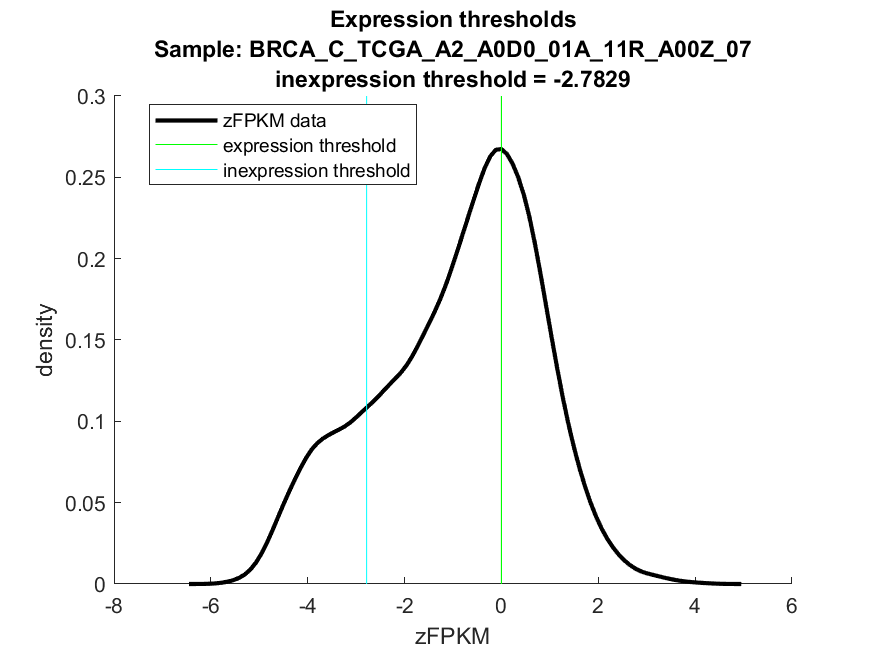 Expression thresholds
Sample: BRCA_C_TCGA_A2_A0D0_01A_11R_A00Z_07
inexpression threshold = -2.7829
zFPKM data
expression threshold
inexpression threshold
0.3
0.25
0.2
0.15
0.1
0.05
0
density
-8
-6
-4
-2
0
2
4
6
zFPKM